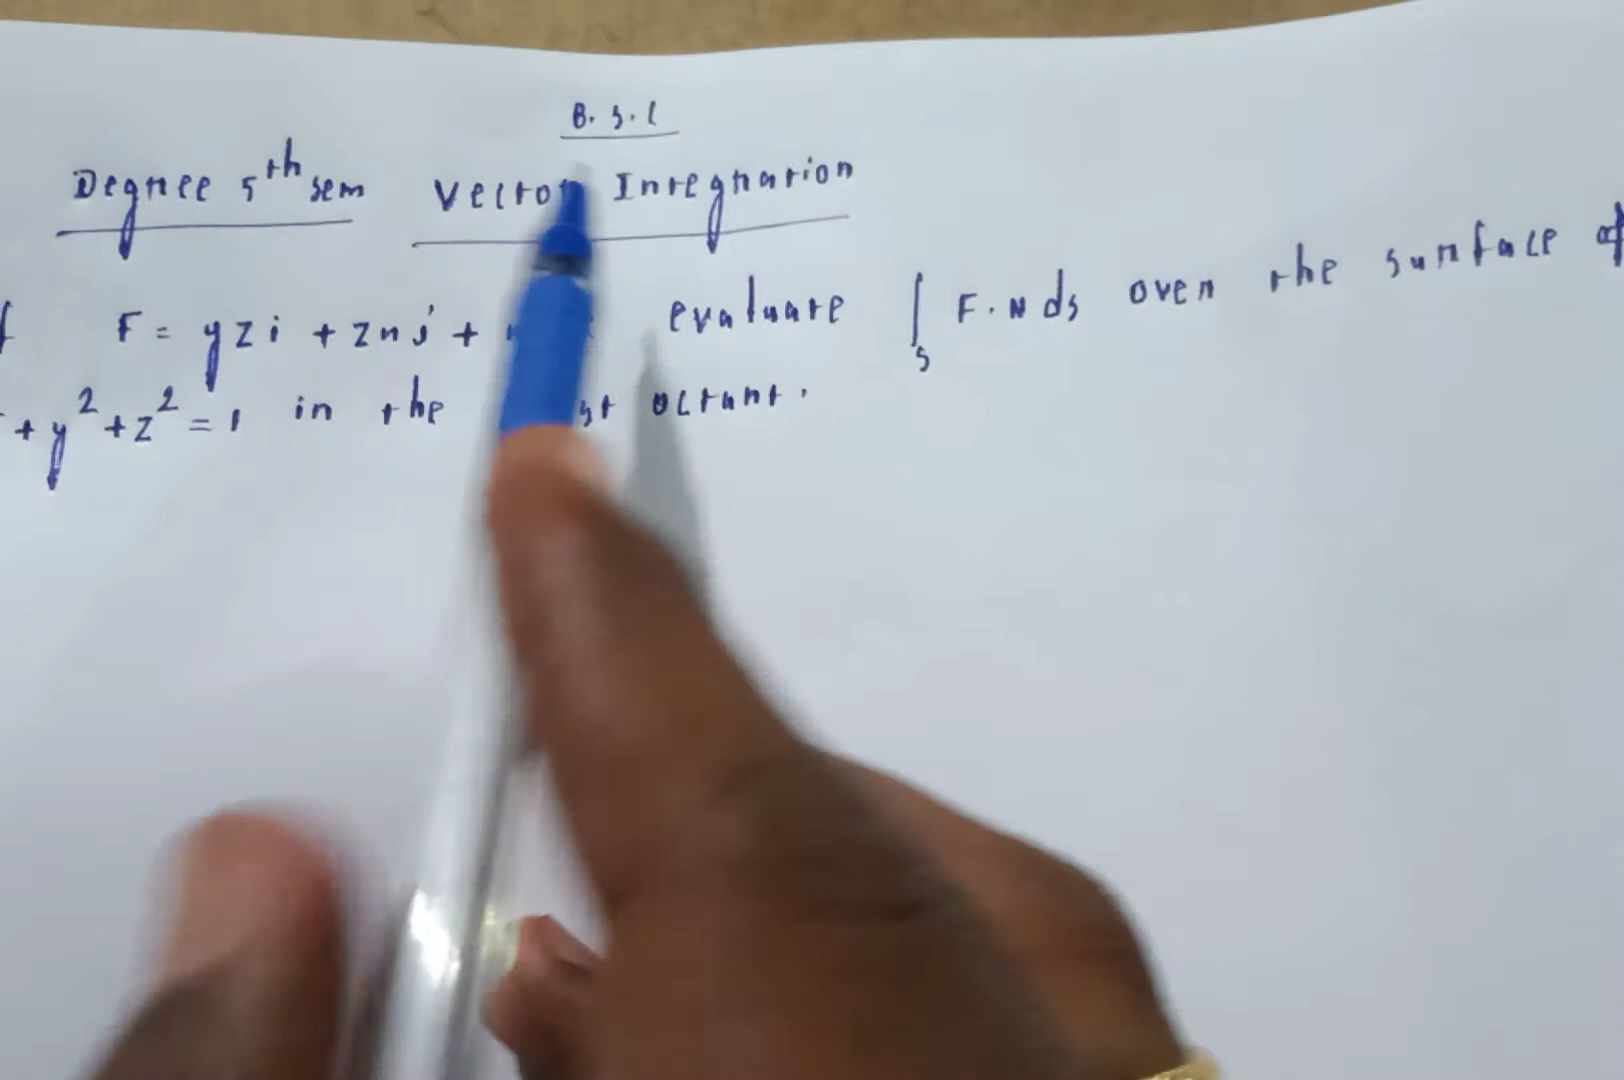 B.S.C
Degree 5th sem Vector Integration
F = yzi + zxj + evaluate ∫s F.N ds over the surface of
+ y² + z² = 1 in the octant.